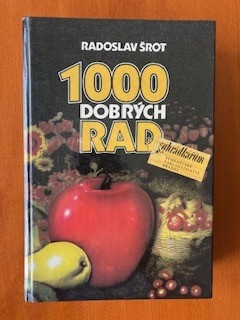 RADOSLAV ŠROT
1000
DOBRÝCH
RAD
zahrádkářům